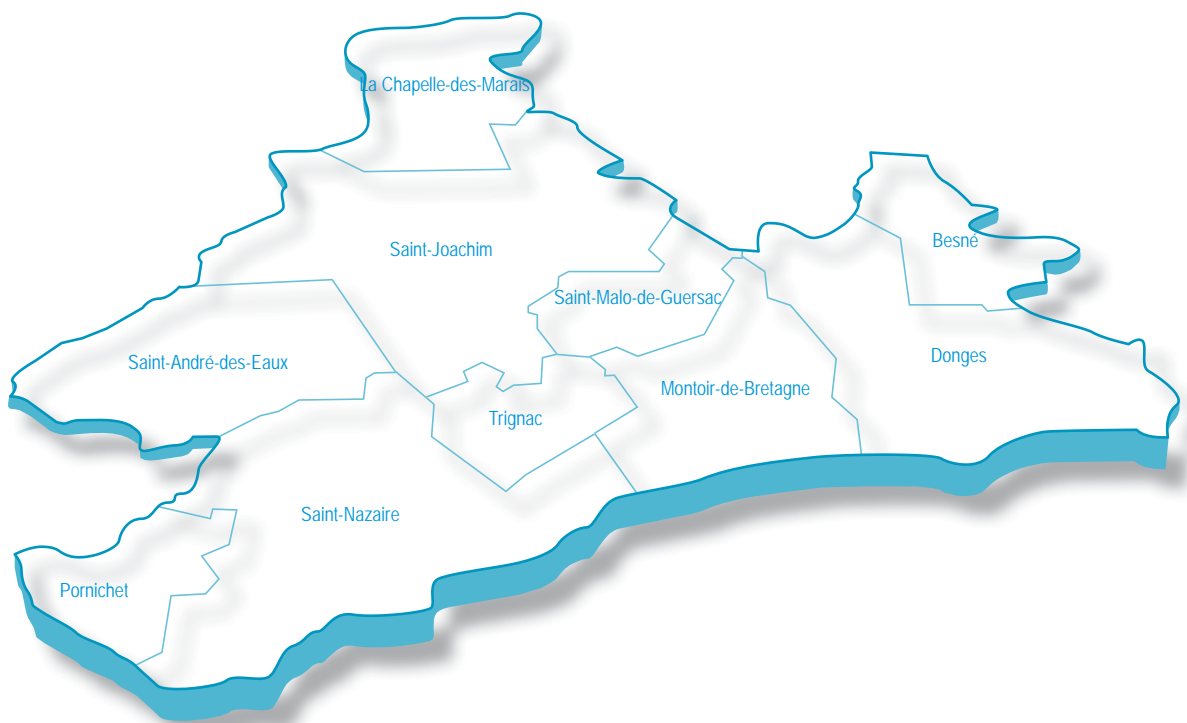 La Chapelle-des-Marais
Saint-Joachim
Besné
Saint-Malo-de-Guersac
Saint-André-des-Eaux
Donges
Montoir-de-Bretagne
Trignac
Saint-Nazaire
Pornichet